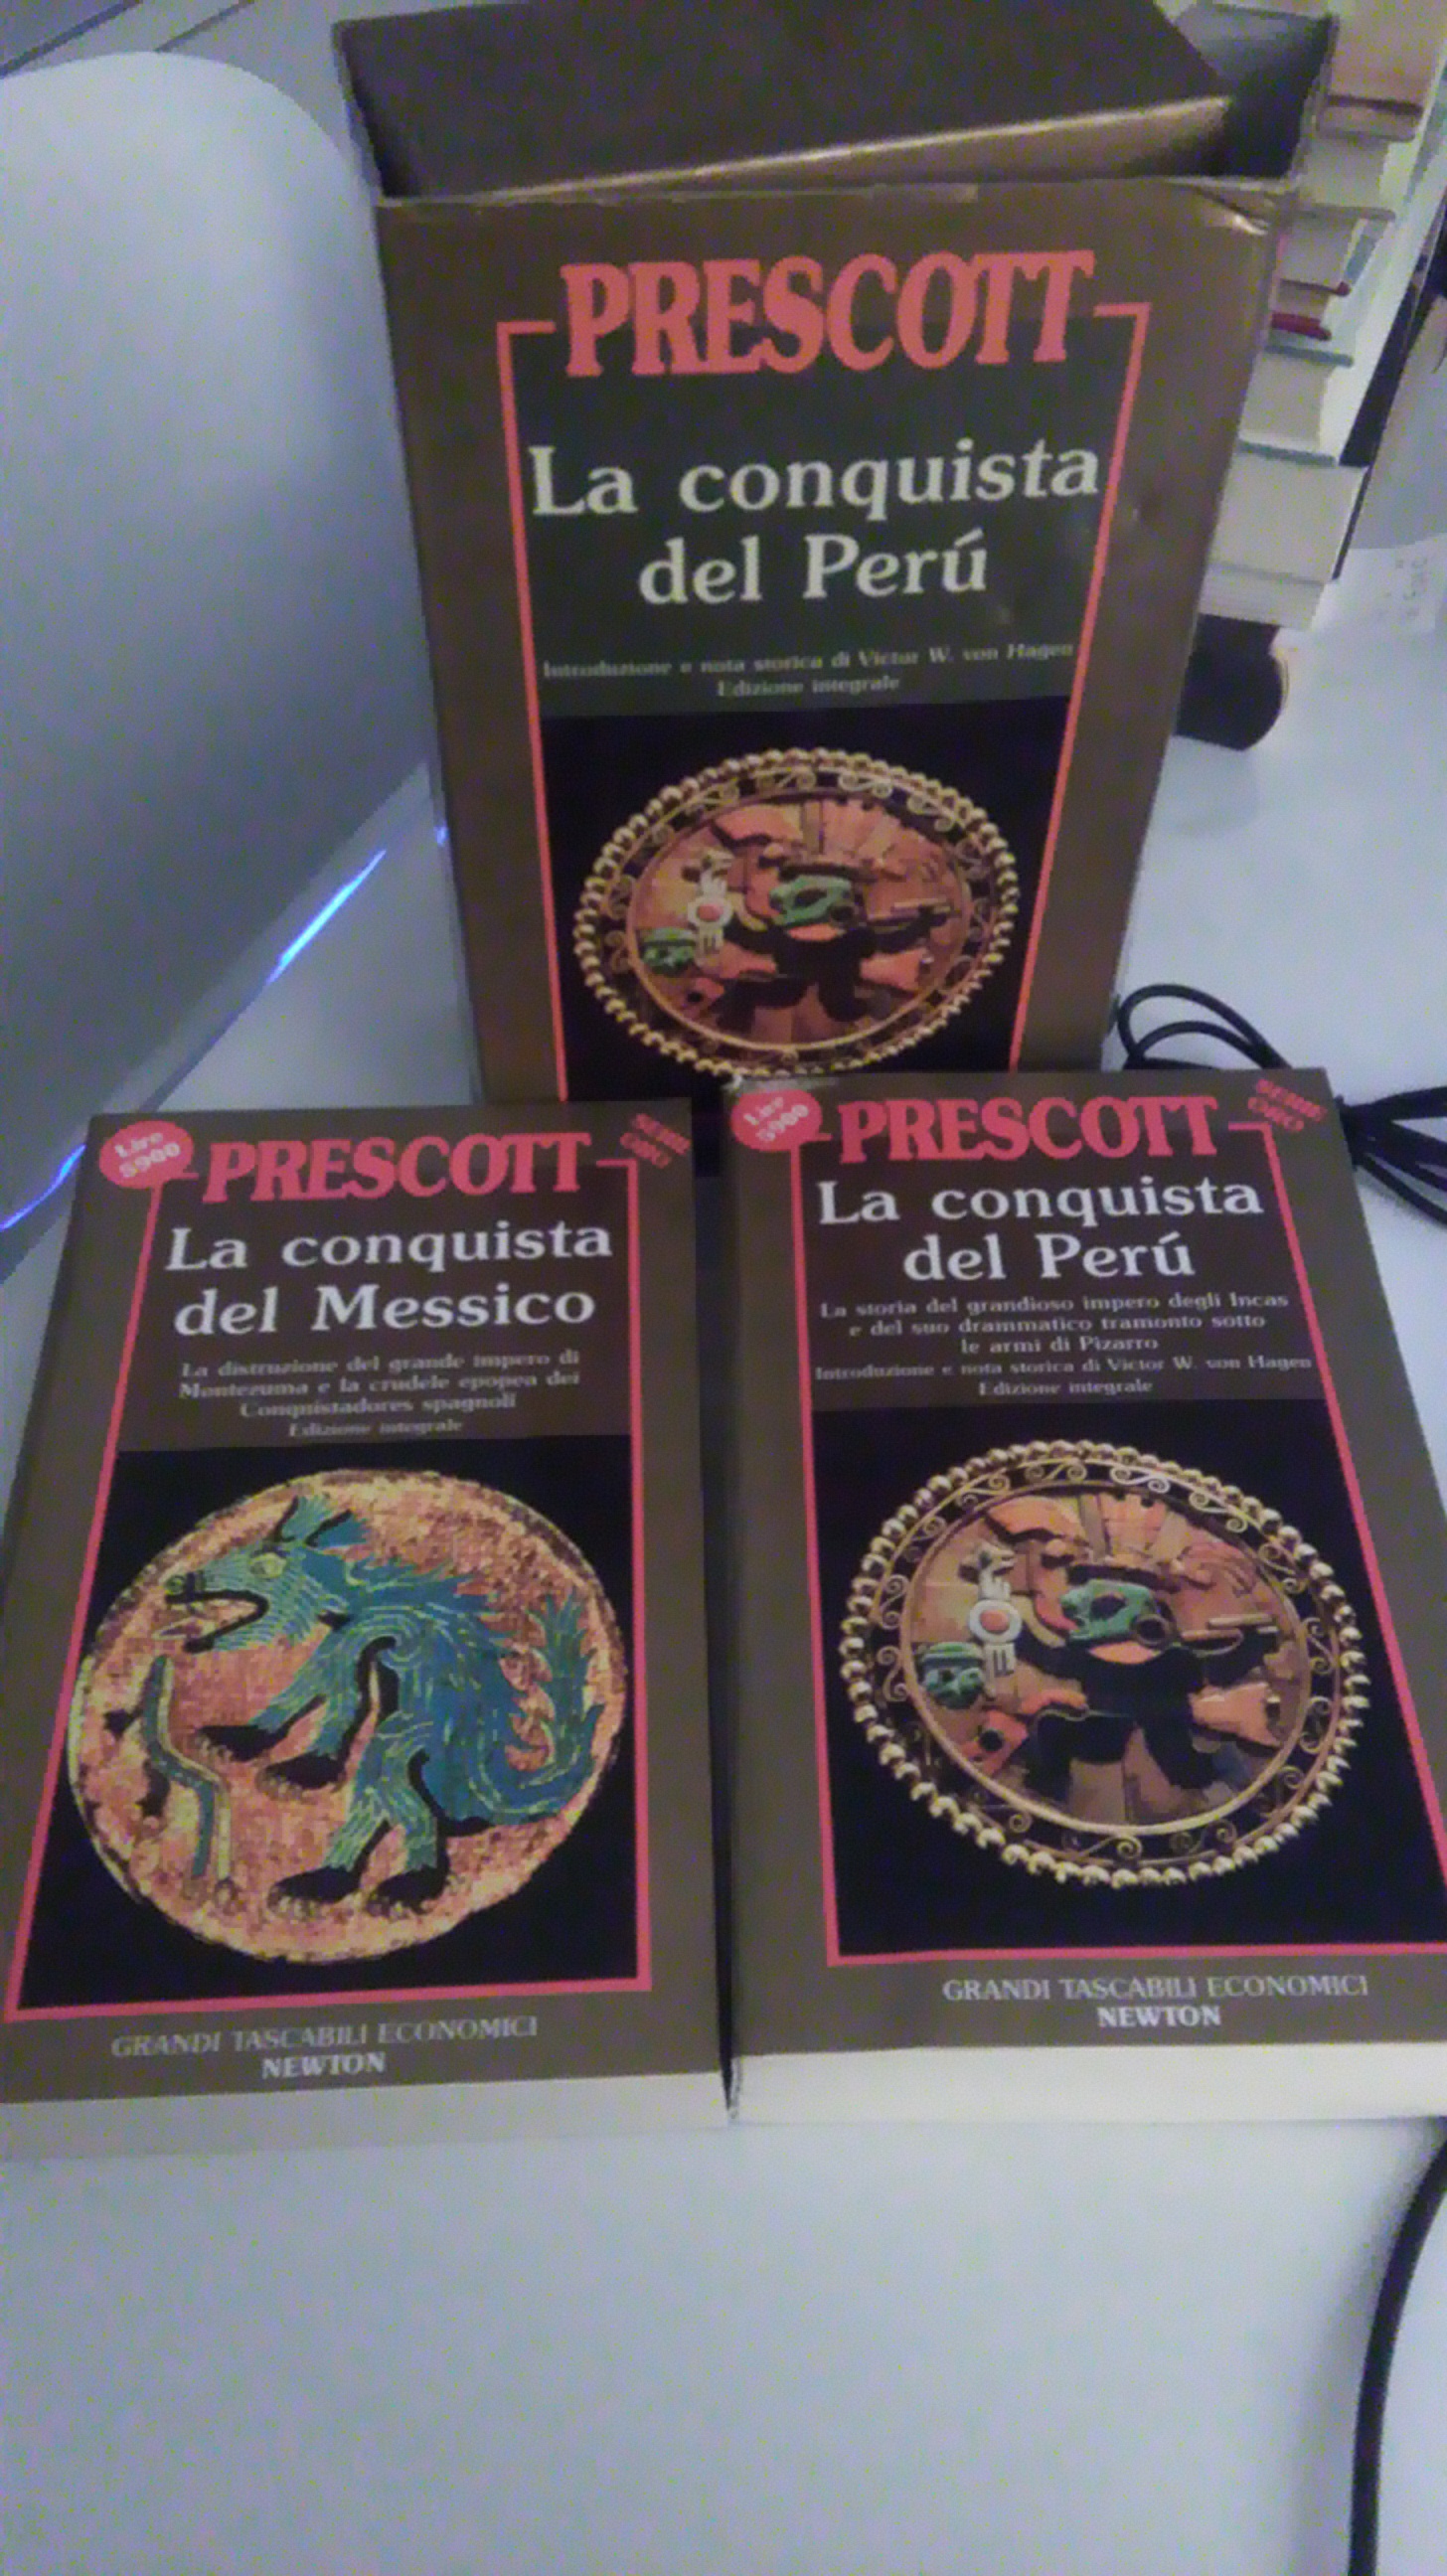 PRESCOTT
La conquista
del Perú
Introduzione e nota storica di Victor W. von Hagen
Edizione integrale
Lire
5900
SERIE
ORO
PRESCOTT
La conquista
del Messico
La distruzione del grande impero di
Montezuma e la crudele epopea dei
Conquistadores spagnoli
Edizione integrale
GRANDI TASCABILI ECONOMICI
NEWTON
Lire
5900
SERIE
ORO
PRESCOTT
La conquista
del Perú
La storia del grandioso impero degli Incas
e del suo drammatico tramonto sotto
le armi di Pizarro
Introduzione e nota storica di Victor W. von Hagen
Edizione integrale
GRANDI TASCABILI ECONOMICI
NEWTON